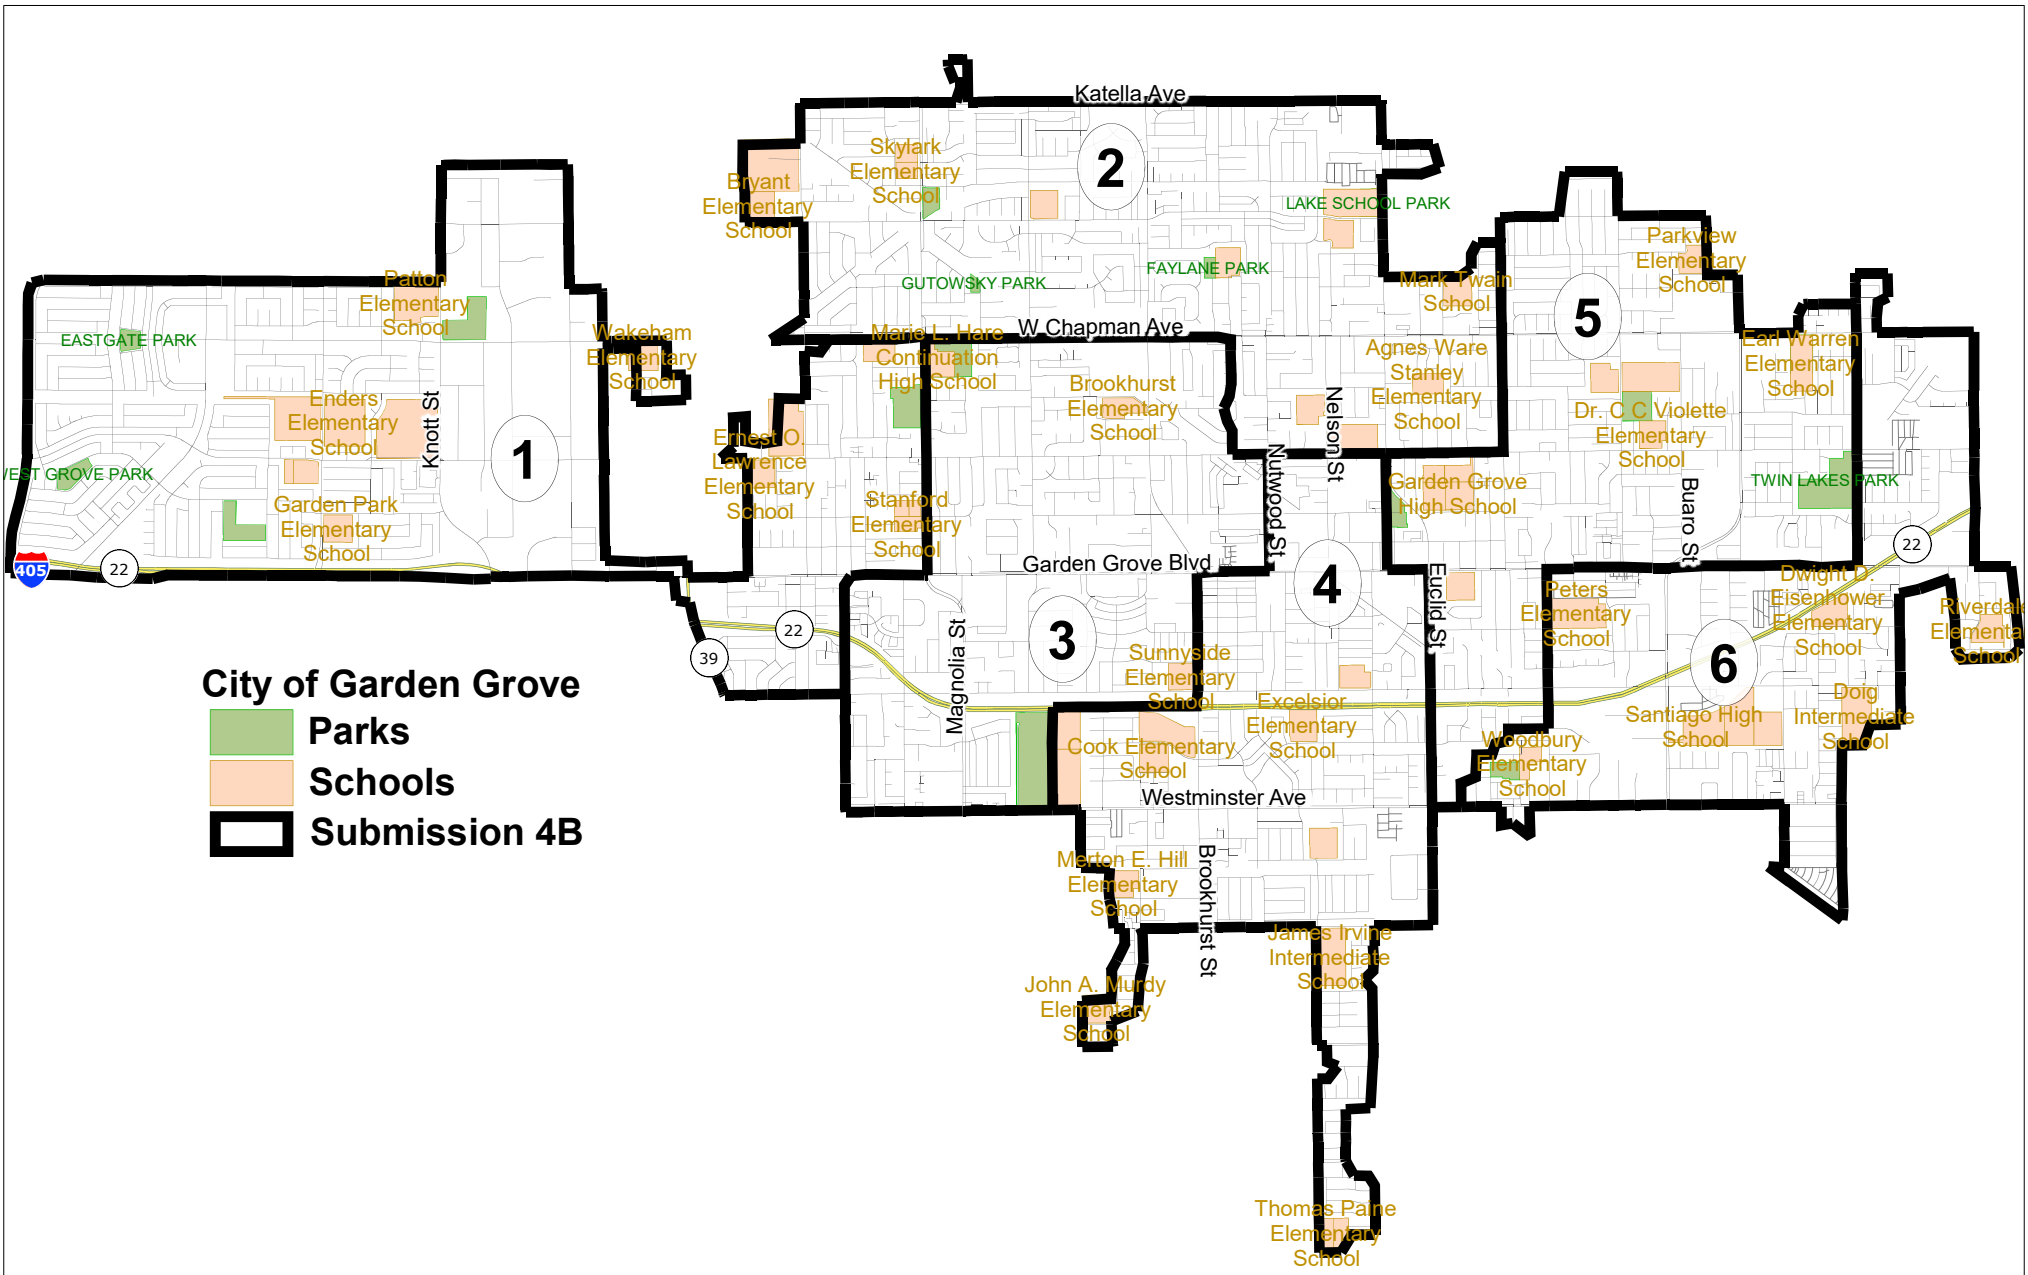 Katella Ave
2
Skylark
Elementary
School
Bryant
Elementary
School
LAKE SCHOOL PARK
FAYLANE PARK
GUTOWSKY PARK
W Chapman Ave
Mark Twain
School
Parkview
Elementary
School
5
Patton
Elementary
School
EASTGATE PARK
Wakeham
Elementary
School
Marie L. Hare
Continuation
High School
Agnes Ware
Stanley
Elementary
School
Earl Warren
Elementary
School
Brookhurst
Elementary
School
Enders
Elementary
School
Knott St
1
Nelson St
Dr. C C Violette
Elementary
School
Ernest O.
Lawrence
Elementary
School
WEST GROVE PARK
Garden Park
Elementary
School
Stanford
Elementary
School
Nutwood St
Garden Grove
High School
Buaro St
TWIN LAKES PARK
22
405
22
Garden Grove Blvd
4
Euclid St
Peters
Elementary
School
Dwight D.
Eisenhower
Elementary
School
Riverdale
Elementa
School
22
39
Magnolia St
3
Sunnyside
Elementary
School
6
Excelsior
Elementary
School
Santiago High
School
Doig
Intermediate
School
Cook Elementary
School
Woodbury
Elementary
School
Westminster Ave
City of Garden Grove
Parks
Schools
Submission 4B
Merton E. Hill
Elementary
School
Brookhurst St
James Irvine
Intermediate
School
John A. Murdy
Elementary
School
Thomas Paine
Elementary
School